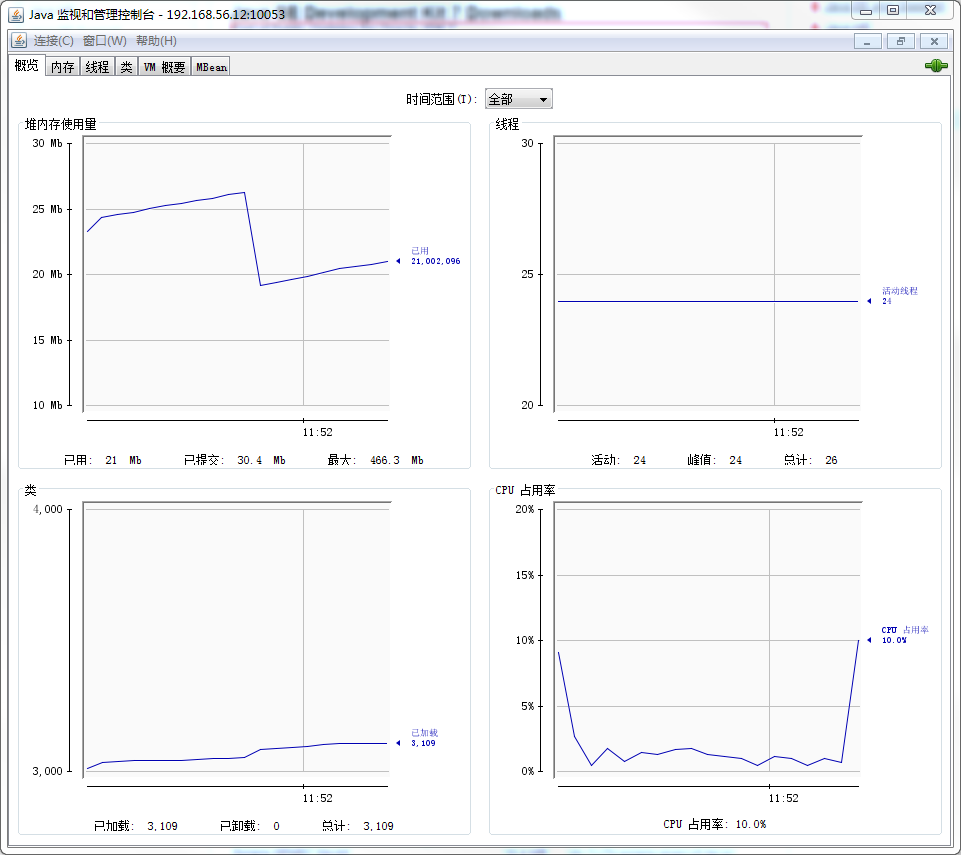 Java 监视和管理控制台 - 192.168.56.12:10053
连接(C) 窗口(W) 帮助(H)
概览 内存 线程 类 VM 概要 MBean
时间范围(T): 全部
堆内存使用量
30 Mb
25 Mb
20 Mb
15 Mb
10 Mb
已用
21,002,096
11:52
已用: 21 Mb 已提交: 30.4 Mb 最大: 466.3 Mb
线程
30
25
20
活动线程
24
11:52
活动: 24 峰值: 24 总计: 26
类
4,000
3,000
已加载
3,109
11:52
已加载: 3,109 已卸载: 0 总计: 3,109
CPU 占用率
20%
15%
10%
5%
0%
CPU 占用率
10.0%
11:52
CPU 占用率: 10.0%